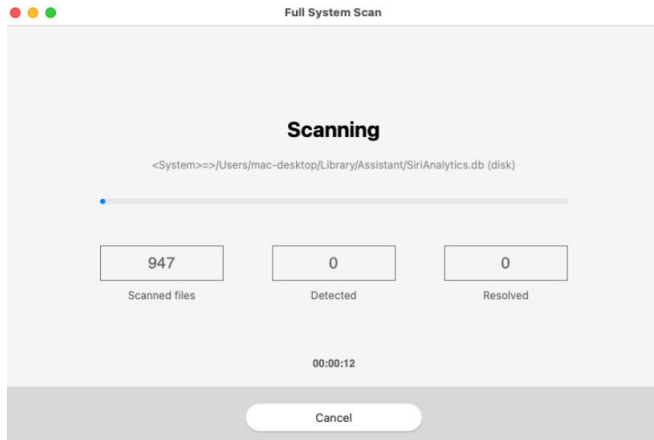 Full System Scan
Scanning
<System>=>/Users/mac-desktop/Library/Assistant/SiriAnalytics.db (disk)
947 0 0
Scanned files Detected Resolved
00:00:12
Cancel